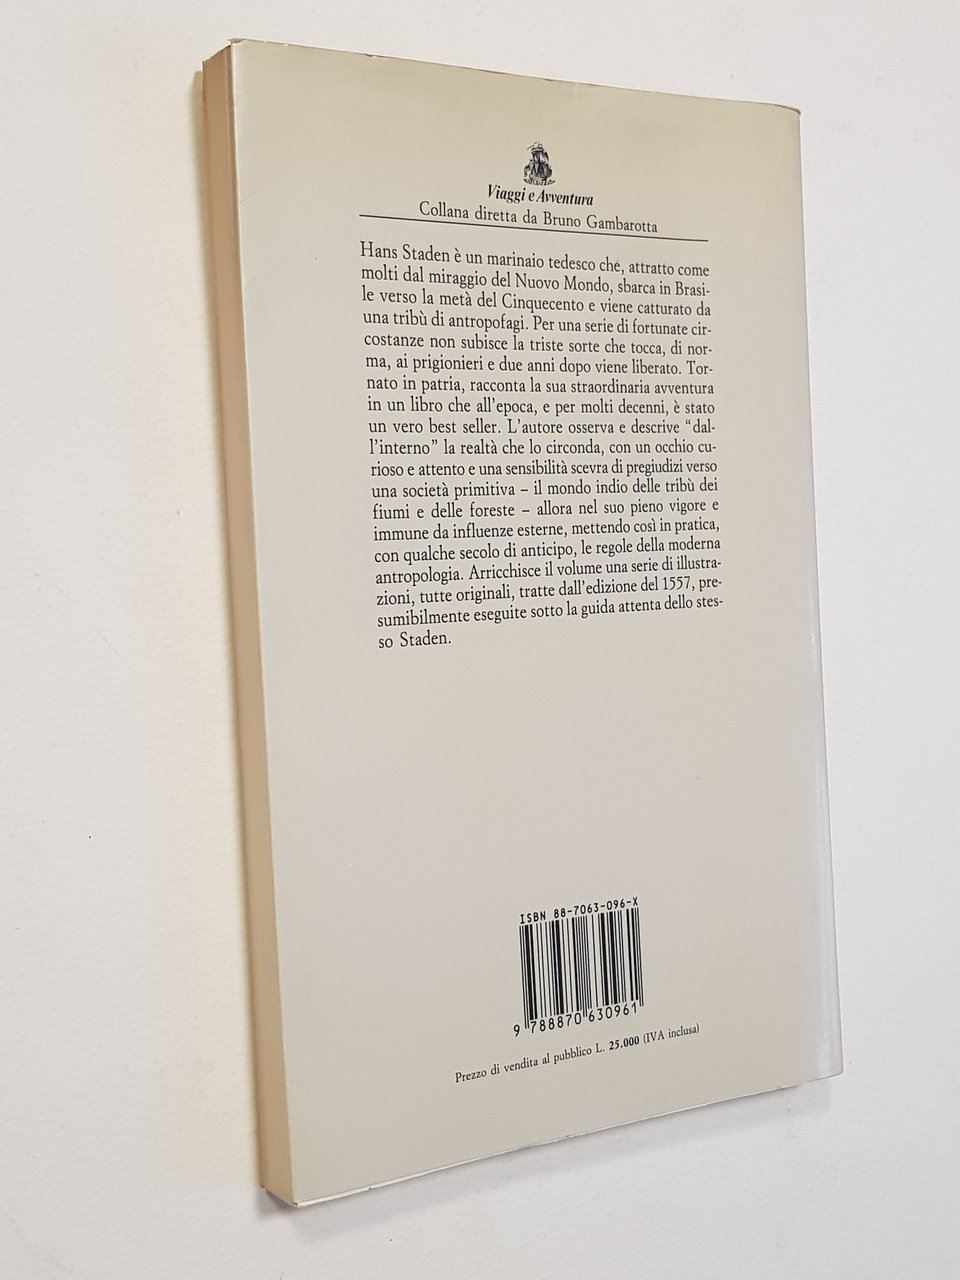 Viaggi e Avventura
Collana diretta da Bruno Gambarotta
Hans Staden è un marinaio tedesco che, attratto come
molti dal miraggio del Nuovo Mondo, sbarca in Brasi-
le verso la metà del Cinquecento e viene catturato da
una tribù di antropofagi. Per una serie di fortunate cir-
costanze non subisce la triste sorte che tocca, di nor-
ma, ai prigionieri e due anni dopo viene liberato. Tor-
nato in patria, racconta la sua straordinaria avventura
in un libro che all'epoca, e per molti decenni, è stato
un vero best seller. L'autore osserva e descrive “dal-
l'interno” la realtà che lo circonda, con un occhio cu-
rioso e attento e una sensibilità scevra di pregiudizi verso
una società primitiva – il mondo indio delle tribù dei
fiumi e delle foreste – allora nel suo pieno vigore e
immune da influenze esterne, mettendo così in pratica,
con qualche secolo di anticipo, le regole della moderna
antropologia. Arricchisce il volume una serie di illustra-
zioni, tutte originali, tratte dall'edizione del 1557, pre-
sumibilmente eseguite sotto la guida attenta dello stes-
so Staden.
ISBN 88-7063-096-X
9 788870 630961
Prezzo di vendita al pubblico L. 25.000 (IVA inclusa)